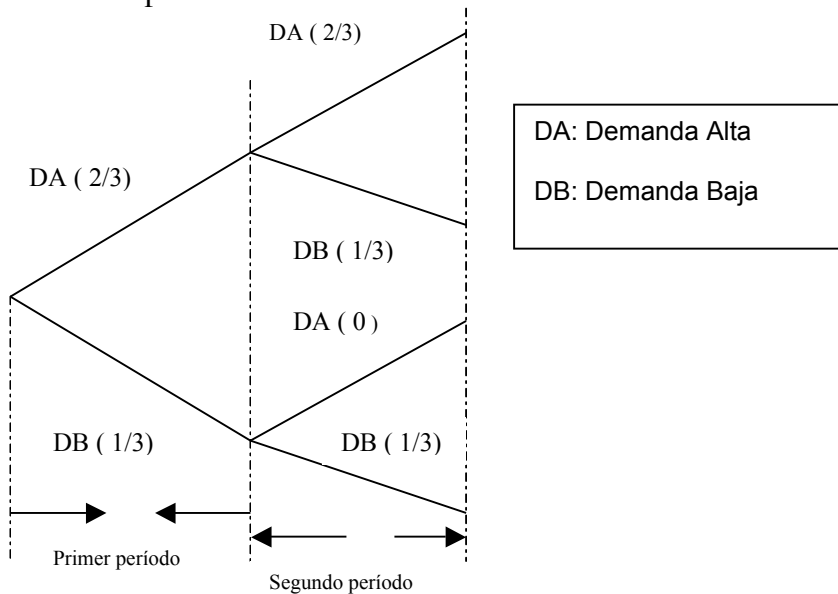 DA ( 2/3)
DA: Demanda Alta
DB: Demanda Baja
DA ( 2/3)
DB ( 1/3)
DA ( 0 )
DB ( 1/3)
DB ( 1/3)
Primer período
Segundo período